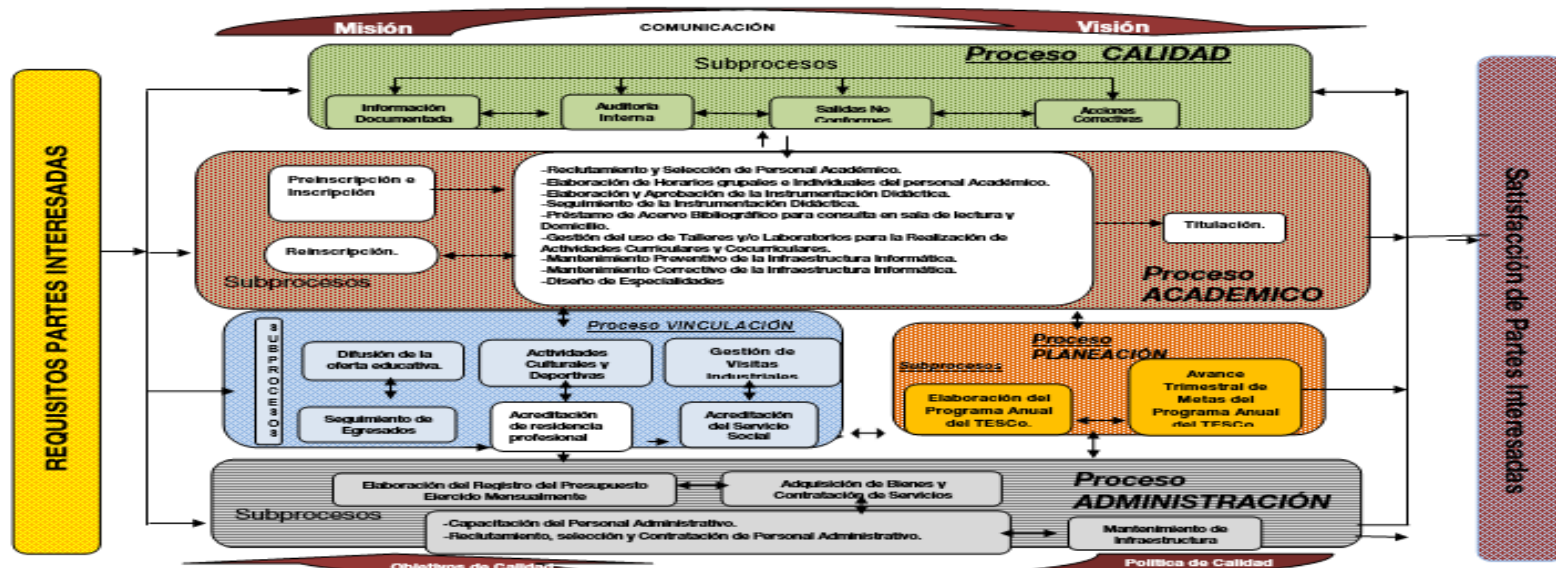 Misión
COMUNICACIÓN
Visión
REQUISITOS PARTES INTERESADAS
Proceso CALIDAD
Subprocesos
Información
Documentada
Auditoría
Interna
Salidas No
Conformes
Acciones
Correctivas
Preinscripción e
Inscripción
Reinscripción.
Subprocesos
-Reclutamiento y Selección de Personal Académico.
-Elaboración de Horarios grupales e Individuales del personal Académico.
-Elaboración y Aprobación de la Instrumentación Didáctica.
-Seguimiento de la Instrumentación Didáctica.
-Préstamo de Acervo Bibliográfico para consulta en sala de lectura y
Domicilio.
-Gestión del uso de Talleres y/o Laboratorios para la Realización de
Actividades Curriculares y Cocurriculares.
-Mantenimiento Preventivo de la Infraestructura Informática.
-Mantenimiento Correctivo de la Infraestructura Informática.
-Diseño de Especialidades
Titulación.
Proceso
ACADEMICO
SUBPROCESOS
Proceso VINCULACIÓN
Difusión de la
oferta educativa.
Actividades
Culturales y
Deportivas
Gestión de
Visitas
Industriales
Seguimiento de
Egresados
Acreditación
de residencia
profesional
Acreditación
del Servicio
Social
Proceso
PLANEACIÓN
Subprocesos
Elaboración del
Programa Anual
del TESCo.
Avance
Trimestral de
Metas del
Programa Anual
del TESCo
Proceso
ADMINISTRACIÓN
Elaboración del Registro del Presupuesto
Ejercido Mensualmente
Adquisición de Bienes y
Contratación de Servicios
Subprocesos
-Capacitación del Personal Administrativo.
-Reclutamiento, selección y Contratación de Personal Administrativo.
Mantenimiento de
Infraestructura
Satisfacción de Partes Interesadas
Objetivos de Calidad
Política de Calidad